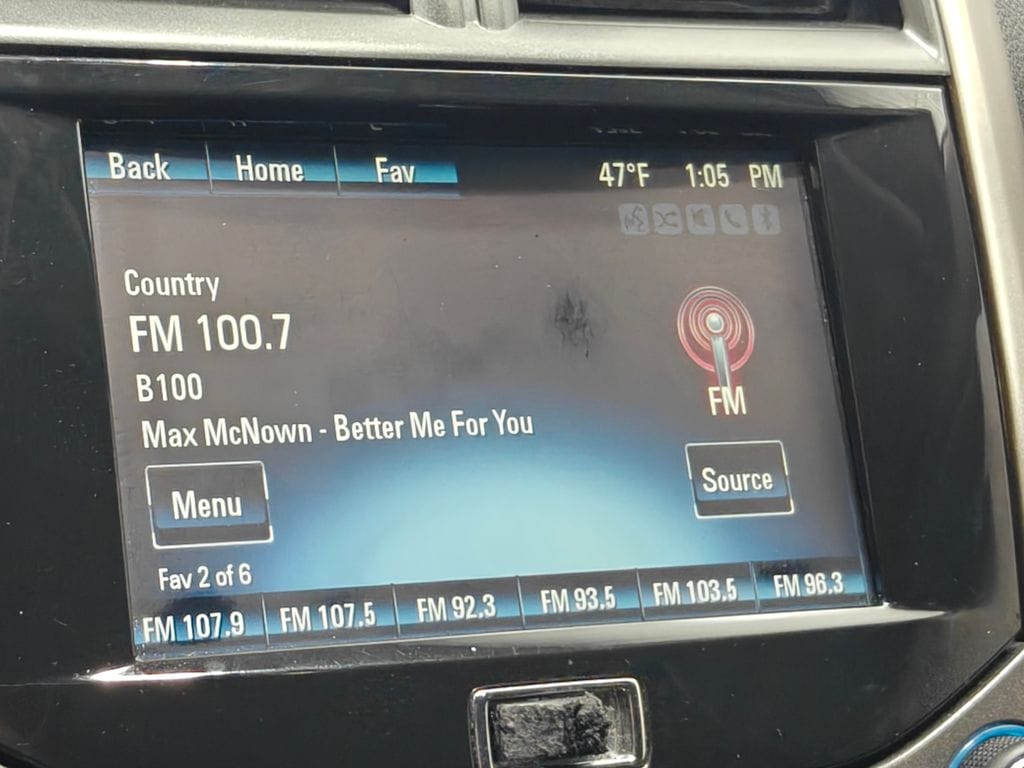 Back Home Fav 47°F 1:05 PM
Country
FM 100.7
B100
Max McNown - Better Me For You
FM
Menu
Source
Fav 2 of 6
FM 107.9 FM 107.5 FM 92.3 FM 93.5 FM 103.5 FM 96.3